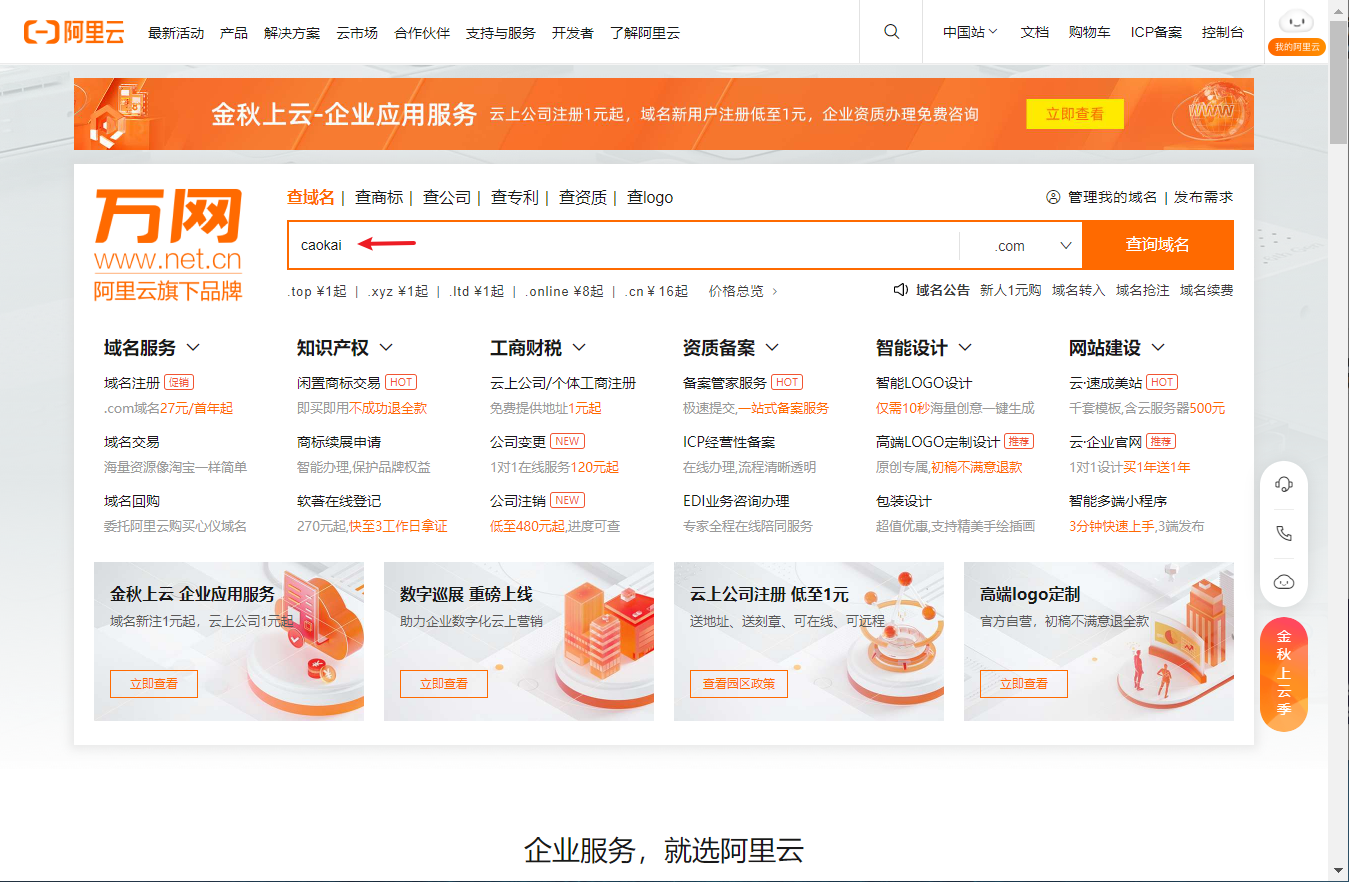 阿里云 最新活动 产品 解决方案 云市场 合作伙伴 支持与服务 开发者 了解阿里云 中国站 文档 购物车 ICP备案 控制台
我的阿里云
金秋上云-企业应用服务 云上公司注册1元起，域名新用户注册低至1元，企业资质办理免费咨询 立即查看 WWW
万网
www.net.cn
阿里云旗下品牌
查域名 | 查商标 | 查公司 | 查专利 | 查资质 | 查logo 管理我的域名 | 发布需求
caokai .com 查询域名
.top ¥1起 | .xyz ¥1起 | .ltd ¥1起 | .online ¥8起 | .cn ¥ 16起 价格总览 域名公告 新人1元购 域名转入 域名抢注 域名续费
域名服务 知识产权 工商财税 资质备案 智能设计 网站建设
域名注册 促销 闲置商标交易 HOT 云上公司/个体工商注册 备案管家服务 HOT 智能LOGO设计 云·速成美站 HOT
.com域名27元/首年起 即买即用不成功退全款 免费提供地址1元起 极速提交,一站式备案服务 仅需10秒海量创意一键生成 千套模板,含云服务器500元
域名交易 商标续展申请 公司变更 NEW ICP经营性备案 高端LOGO定制设计 推荐 云·企业官网 推荐
海量资源像淘宝一样简单 智能办理,保护品牌权益 1对1在线服务120元起 在线办理,流程清晰透明 原创专属,初稿不满意退款 1对1设计买1年送1年
域名回购 软著在线登记 公司注销 NEW EDI业务咨询办理 包装设计 智能多端小程序
委托阿里云购买心仪域名 270元起,快至3工作日拿证 低至480元起,进度可查 专家全程在线陪同服务 超值优惠,支持精美手绘插画 3分钟快速上手,3端发布
金秋上云 企业应用服务 数字巡展 重磅上线 云上公司注册 低至1元 高端logo定制
域名新注1元起，云上公司1元起 助力企业数字化云上营销 送地址、送刻章、可在线、可远程 官方自营，初稿不满意退全款
立即查看 立即查看 查看园区政策 立即查看
金秋上云季
企业服务，就选阿里云